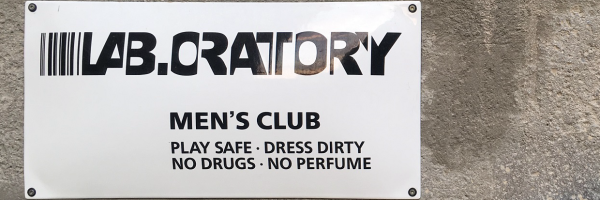 LAB.ORATORY
MEN'S CLUB
PLAY SAFE · DRESS DIRTY
NO DRUGS · NO PERFUME